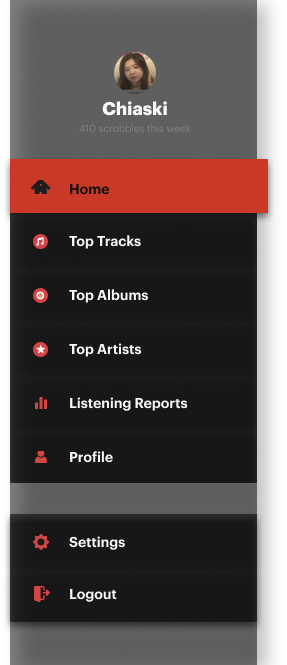 Chiaski
410 scrobbles this week
Home
Top Tracks
Top Albums
Top Artists
Listening Reports
Profile
Settings
Logout